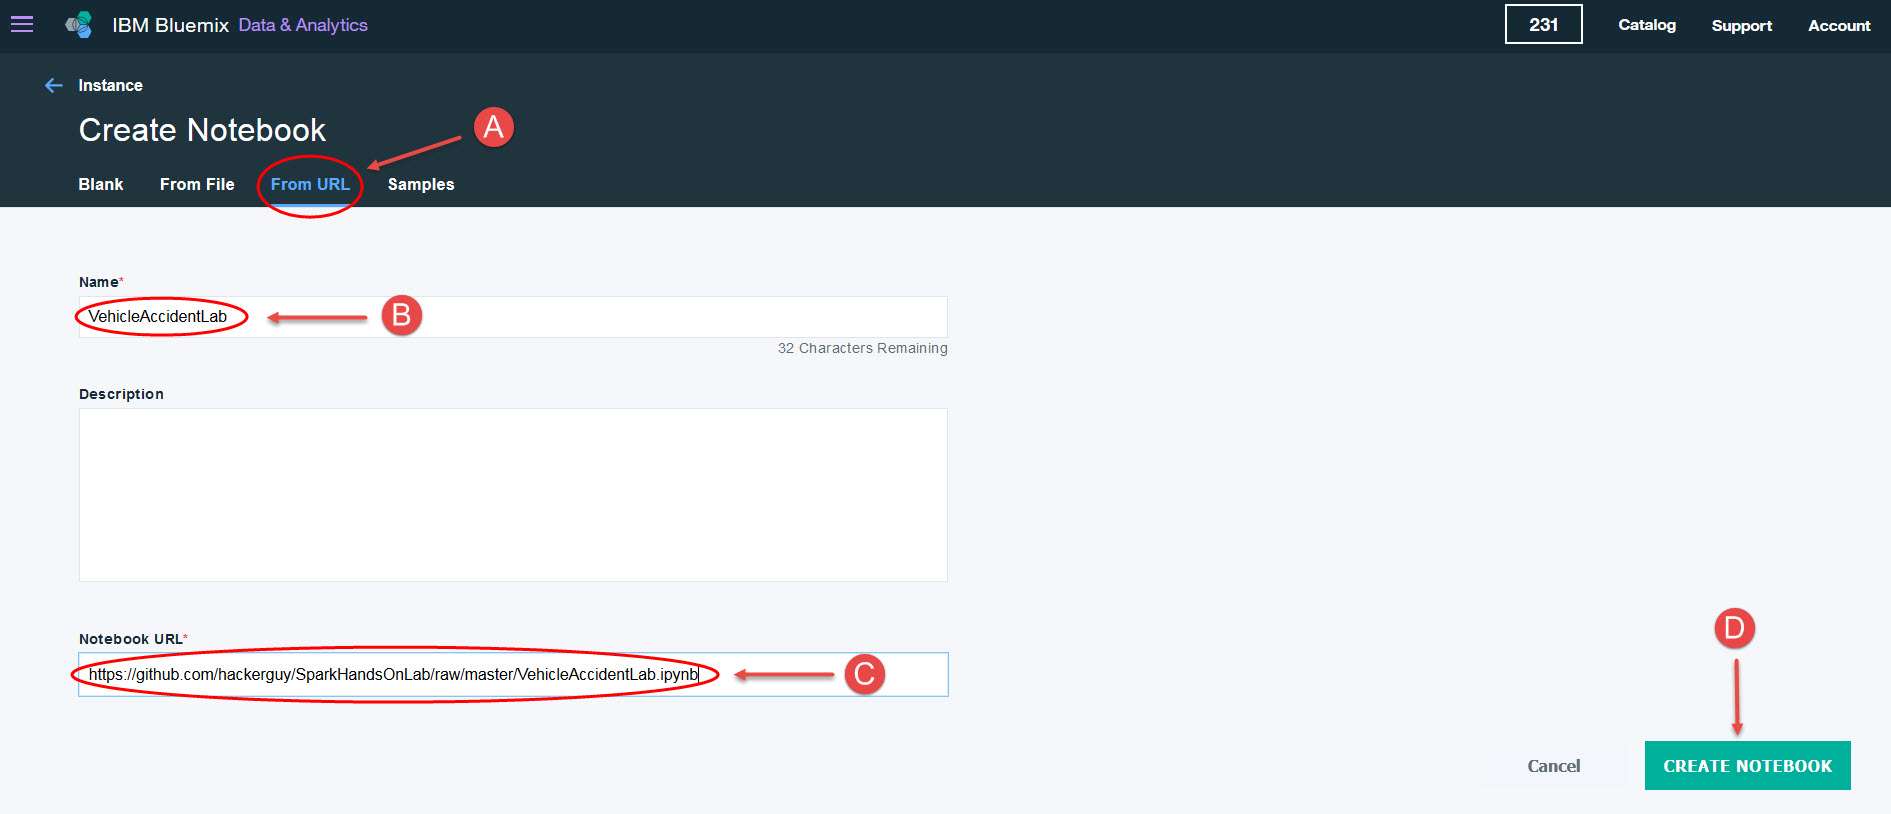 IBM Bluemix Data & Analytics
231
Catalog
Support
Account
Instance
Create Notebook
A
Blank
From File
From URL
Samples
Name*
VehicleAccidentLab
B
32 Characters Remaining
Description
Notebook URL*
https://github.com/hackerguy/SparkHandsOnLab/raw/master/VehicleAccidentLab.ipynb
C
D
Cancel
CREATE NOTEBOOK